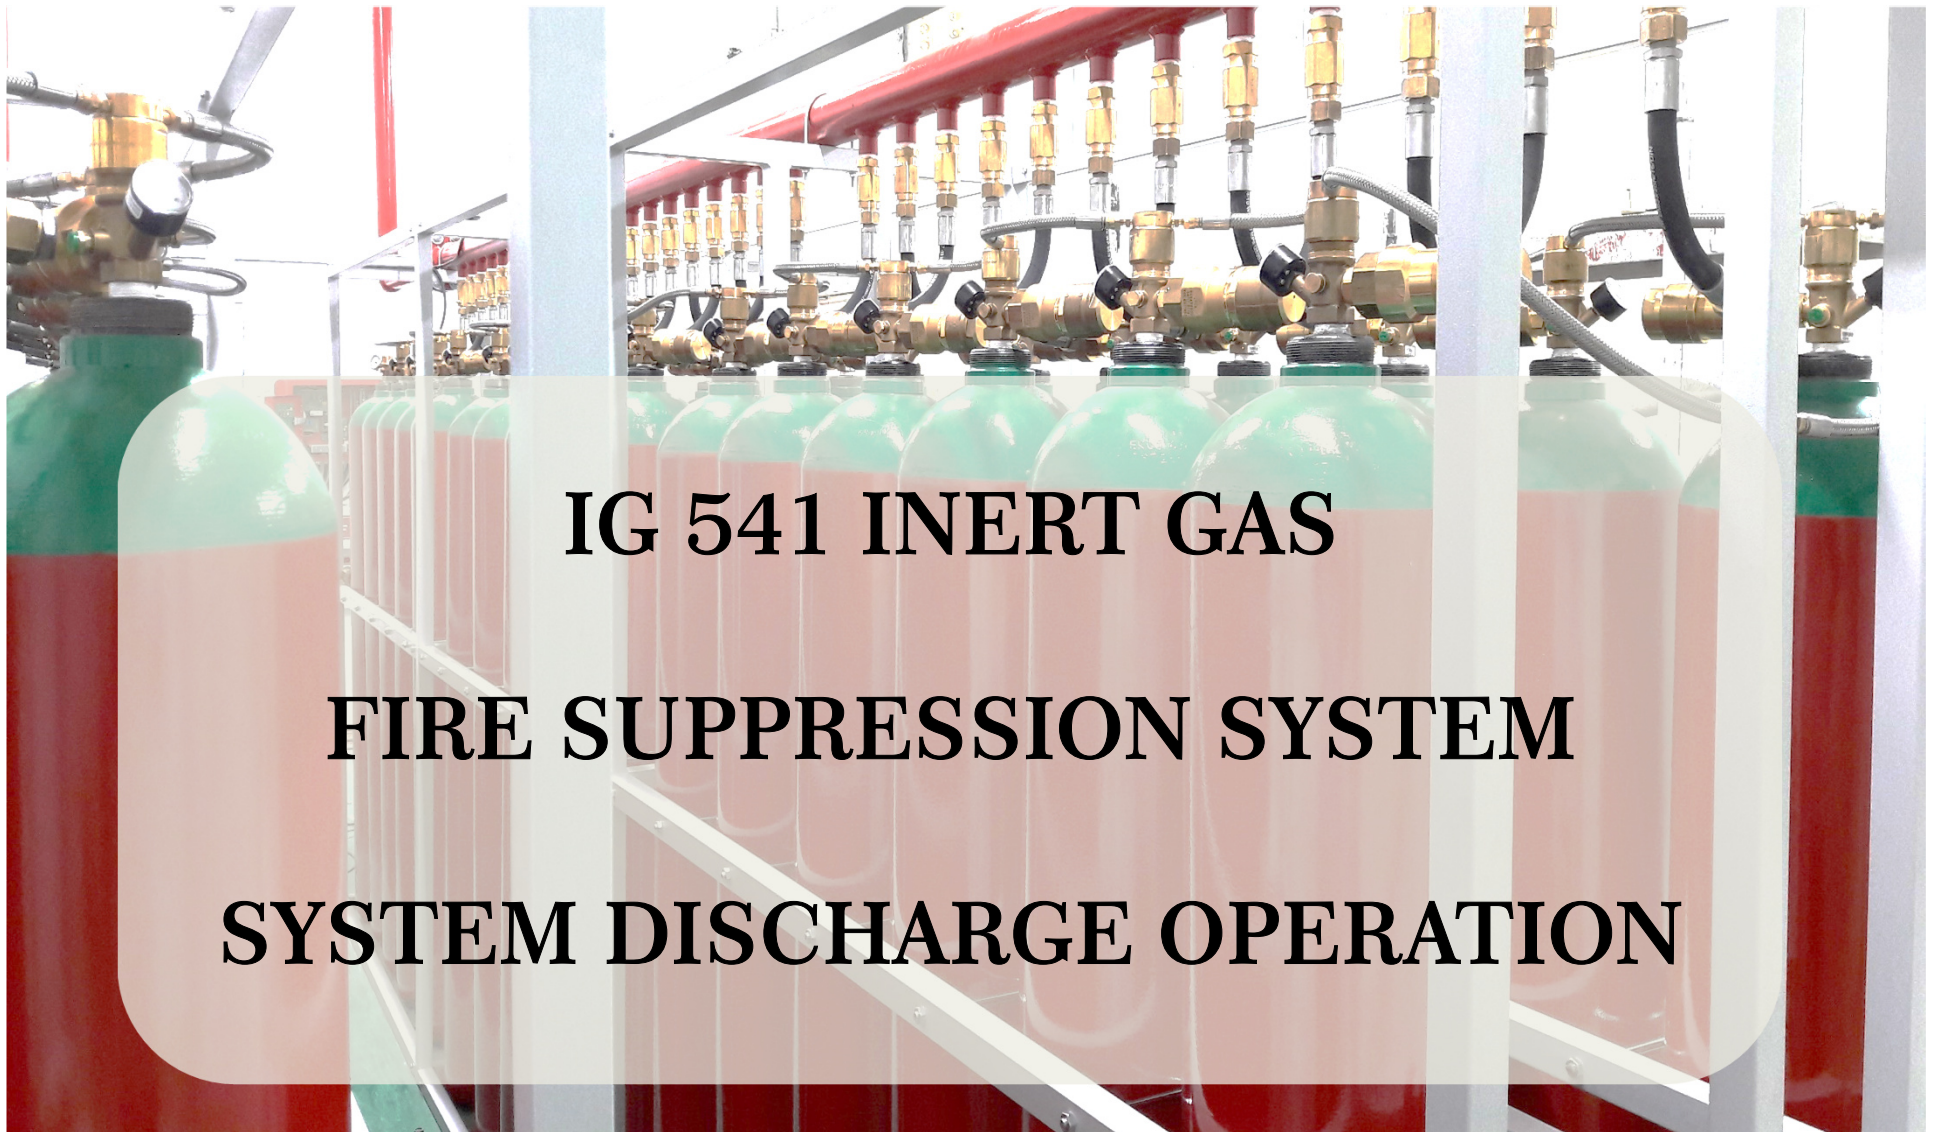 IG 541 INERT GAS
FIRE SUPPRESSION SYSTEM
SYSTEM DISCHARGE OPERATION